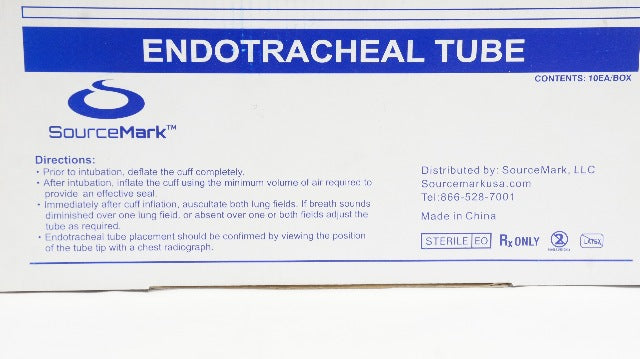 ENDOTRACHEAL TUBE
CONTENTS: 10EA/BOX
SourceMark™
Directions:
• Prior to intubation, deflate the cuff completely.
• After intubation, inflate the cuff using the minimum volume of air required to
provide an effective seal.
• Immediately after cuff inflation, auscultate both lung fields. If breath sounds
diminished over one lung field, or absent over one or both fields adjust the
tube as required.
• Endotracheal tube placement should be confirmed by viewing the position
of the tube tip with a chest radiograph.
Distributed by: SourceMark, LLC
Sourcemarkusa.com
Tel:866-528-7001
Made in China
STERILE EO Rx ONLY 2 LATEX